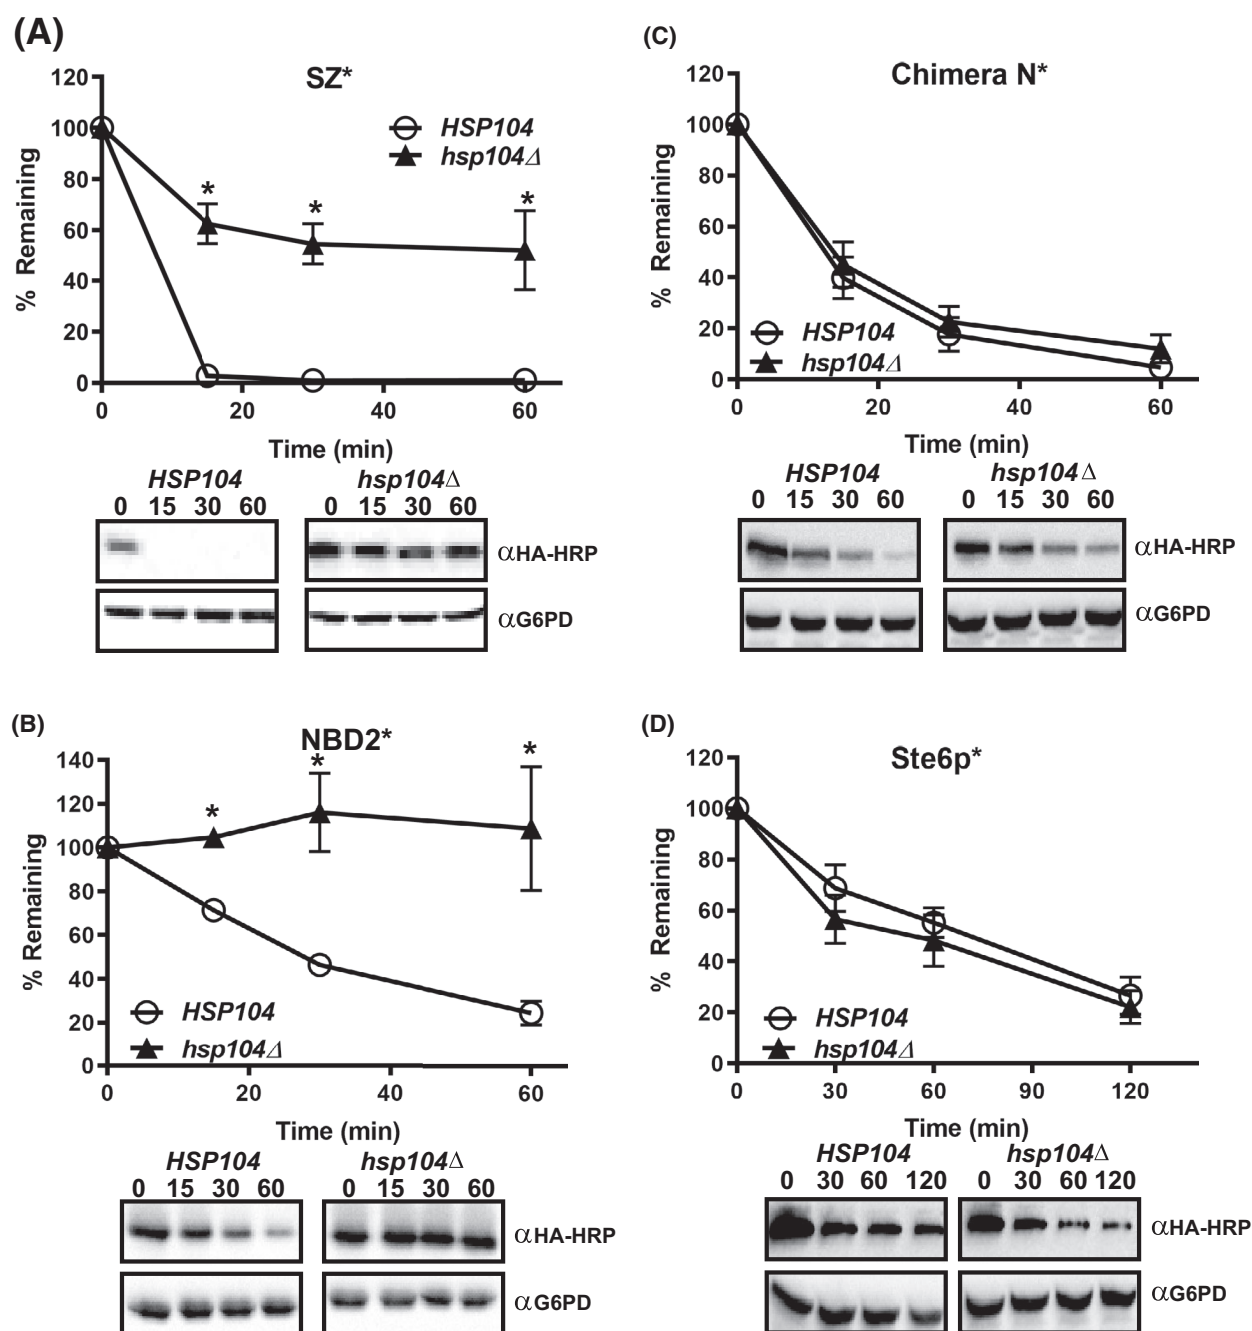 (A)
SZ*
120
100
80
60
40
20
0
% Remaining
HSP104
hsp104Δ
* * *
0 20 40 60
Time (min)
HSP104 hsp104Δ
0 15 30 60 0 15 30 60
αHA-HRP
αG6PD
(C)
Chimera N*
120
100
80
60
40
20
0
% Remaining
HSP104
hsp104Δ
0 20 40 60
Time (min)
HSP104 hsp104Δ
0 15 30 60 0 15 30 60
αHA-HRP
αG6PD
(B)
NBD2*
140
120
100
80
60
40
20
0
% Remaining
* * *
HSP104
hsp104Δ
0 20 40 60
Time (min)
HSP104 hsp104Δ
0 15 30 60 0 15 30 60
αHA-HRP
αG6PD
(D)
Ste6p*
120
100
80
60
40
20
0
% Remaining
HSP104
hsp104Δ
0 30 60 90 120
Time (min)
HSP104 hsp104Δ
0 30 60 120 0 30 60 120
αHA-HRP
αG6PD